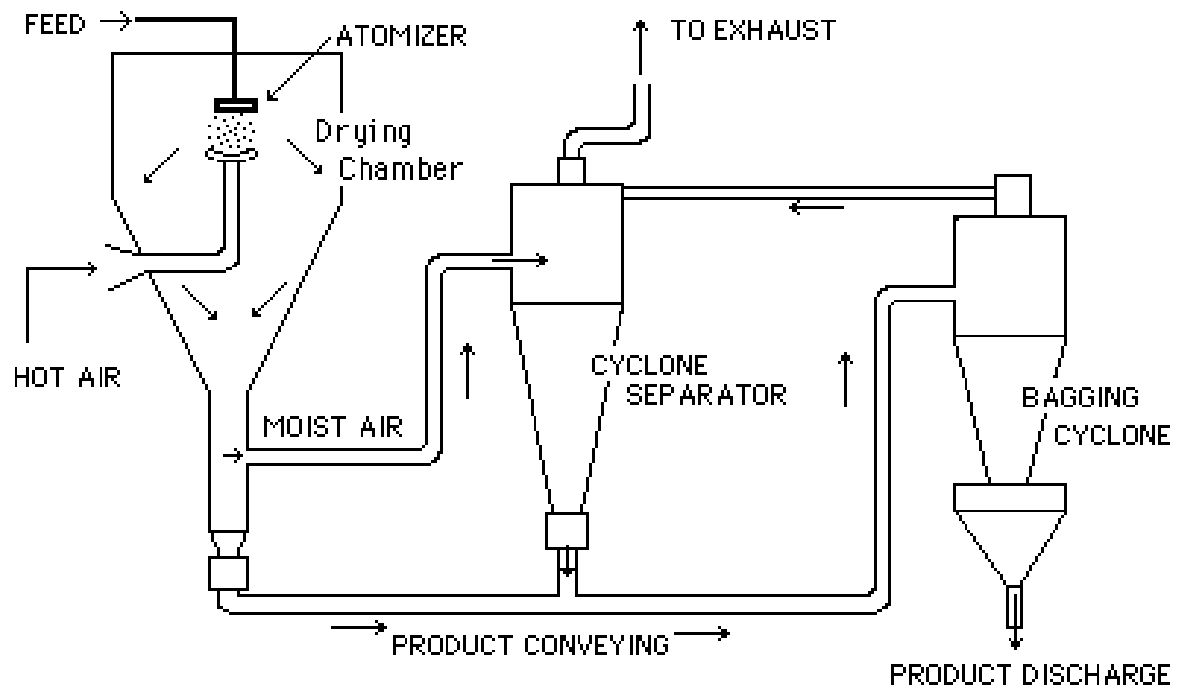 FEED
ATOMIZER
TO EXHAUST
Drying
Chamber
HOT AIR
CYCLONE
SEPARATOR
BAGGING
CYCLONE
MOIST AIR
PRODUCT CONVEYING
PRODUCT DISCHARGE